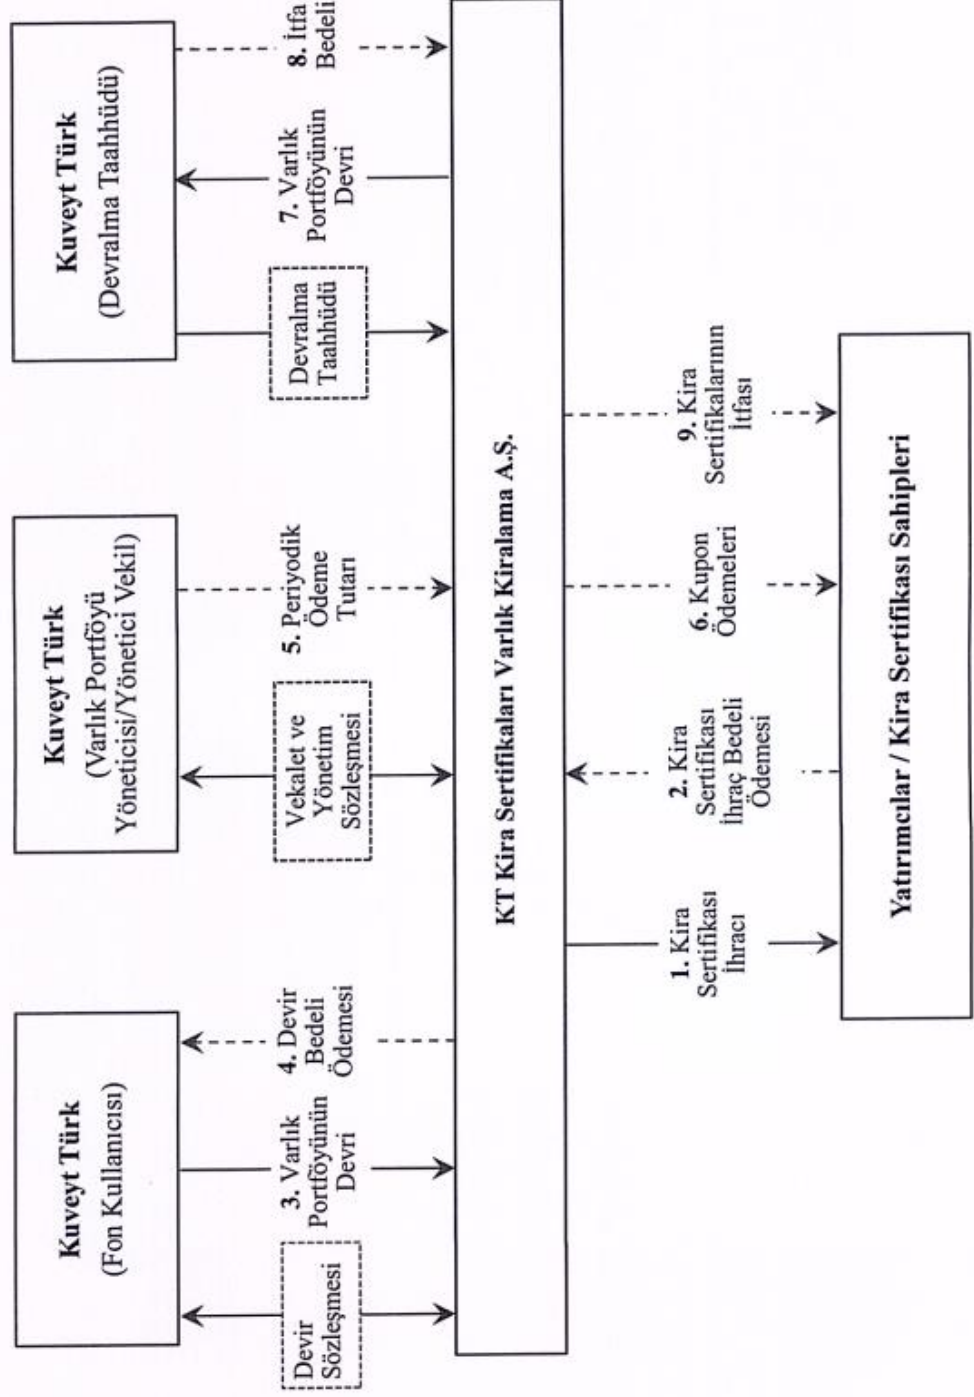 Kuveyt Türk
(Fon Kullanıcısı)
Kuveyt Türk
(Varlık Portföyü
Yöneticisi/Yönetici Vekil)
Kuveyt Türk
(Devralma Taahhüdü)
Devir
Sözleşmesi
3. Varlık
Portföyünün
Devri
4. Devir
Bedeli
Ödemesi
Vekalet ve
Yönetim
Sözleşmesi
5. Periyodik
Ödeme
Tutarı
Devralma
Taahhüdü
7. Varlık
Portföyünün
Devri
8. İtfa
Bedeli
KT Kira Sertifikaları Varlık Kiralama A.Ş.
1. Kira
Sertifikası
İhracı
2. Kira
Sertifikası
İhraç Bedeli
Ödemesi
6. Kupon
Ödemeleri
9. Kira
Sertifikalarının
İtfası
Yatırımcılar / Kira Sertifikası Sahipleri